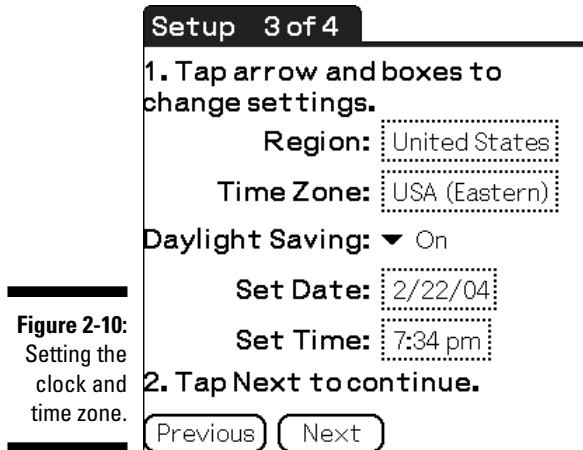 Setup 3 of 4
1. Tap arrow and boxes to
change settings.
Region: United States
Time Zone: USA (Eastern)
Daylight Saving: On
Set Date: 2/22/04
Set Time: 7:34 pm
2. Tap Next to continue.
Previous Next
Figure 2-10:
Setting the
clock and
time zone.